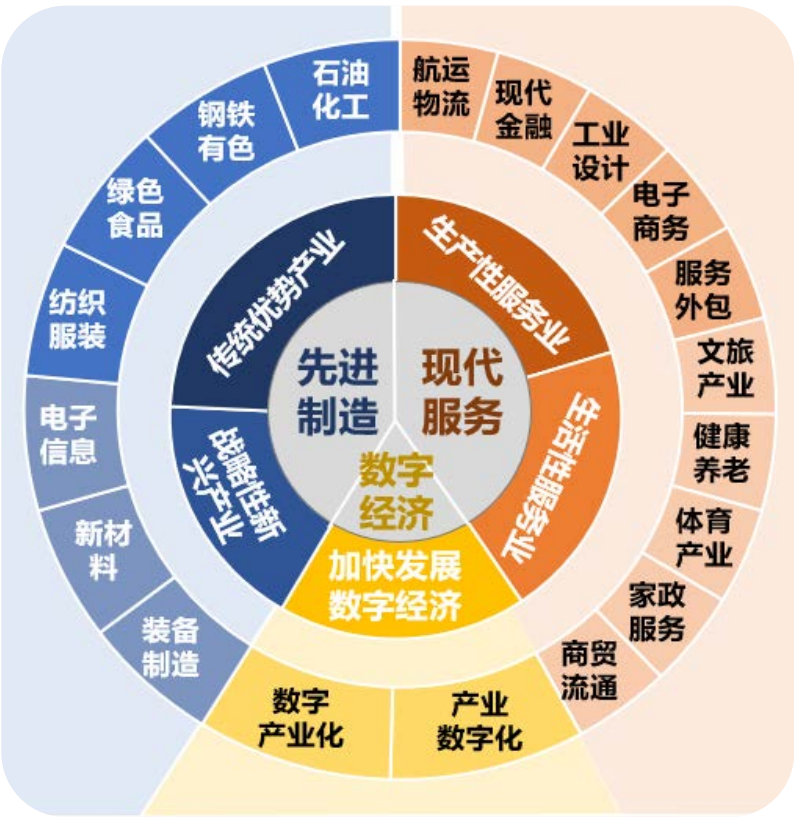 石油
化工
钢铁
有色
绿色
食品
纺织
服装
电子
信息
新材
料
装备
制造
传统优势产业
战略性新
兴产业
先进
制造
航运
物流
现代
金融
工业
设计
电子
商务
服务
外包
文旅
产业
健康
养老
体育
产业
家政
服务
商贸
流通
生产性服务业
生活性服务业
现代
服务
数字
经济
加快发展
数字经济
数字
产业化
产业
数字化